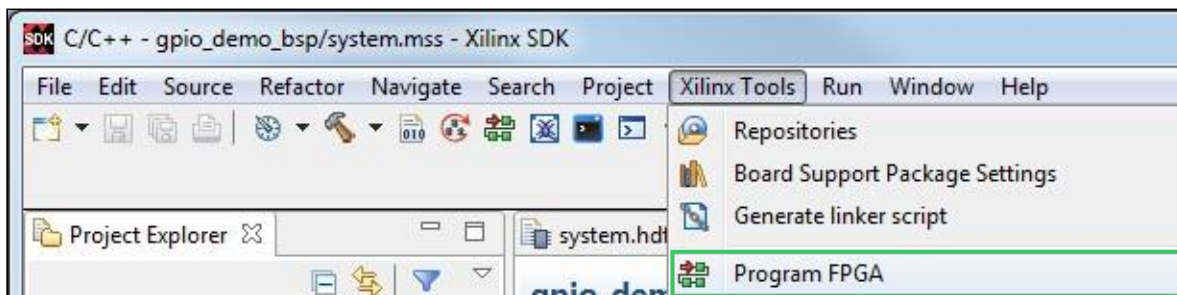 SDK C/C++ - gpio_demo_bsp/system.mss - Xilinx SDK
File Edit Source Refactor Navigate Search Project Xilinx Tools Run Window Help
010
Repositories
Board Support Package Settings
Generate linker script
Project Explorer
system.hdf
Program FPGA